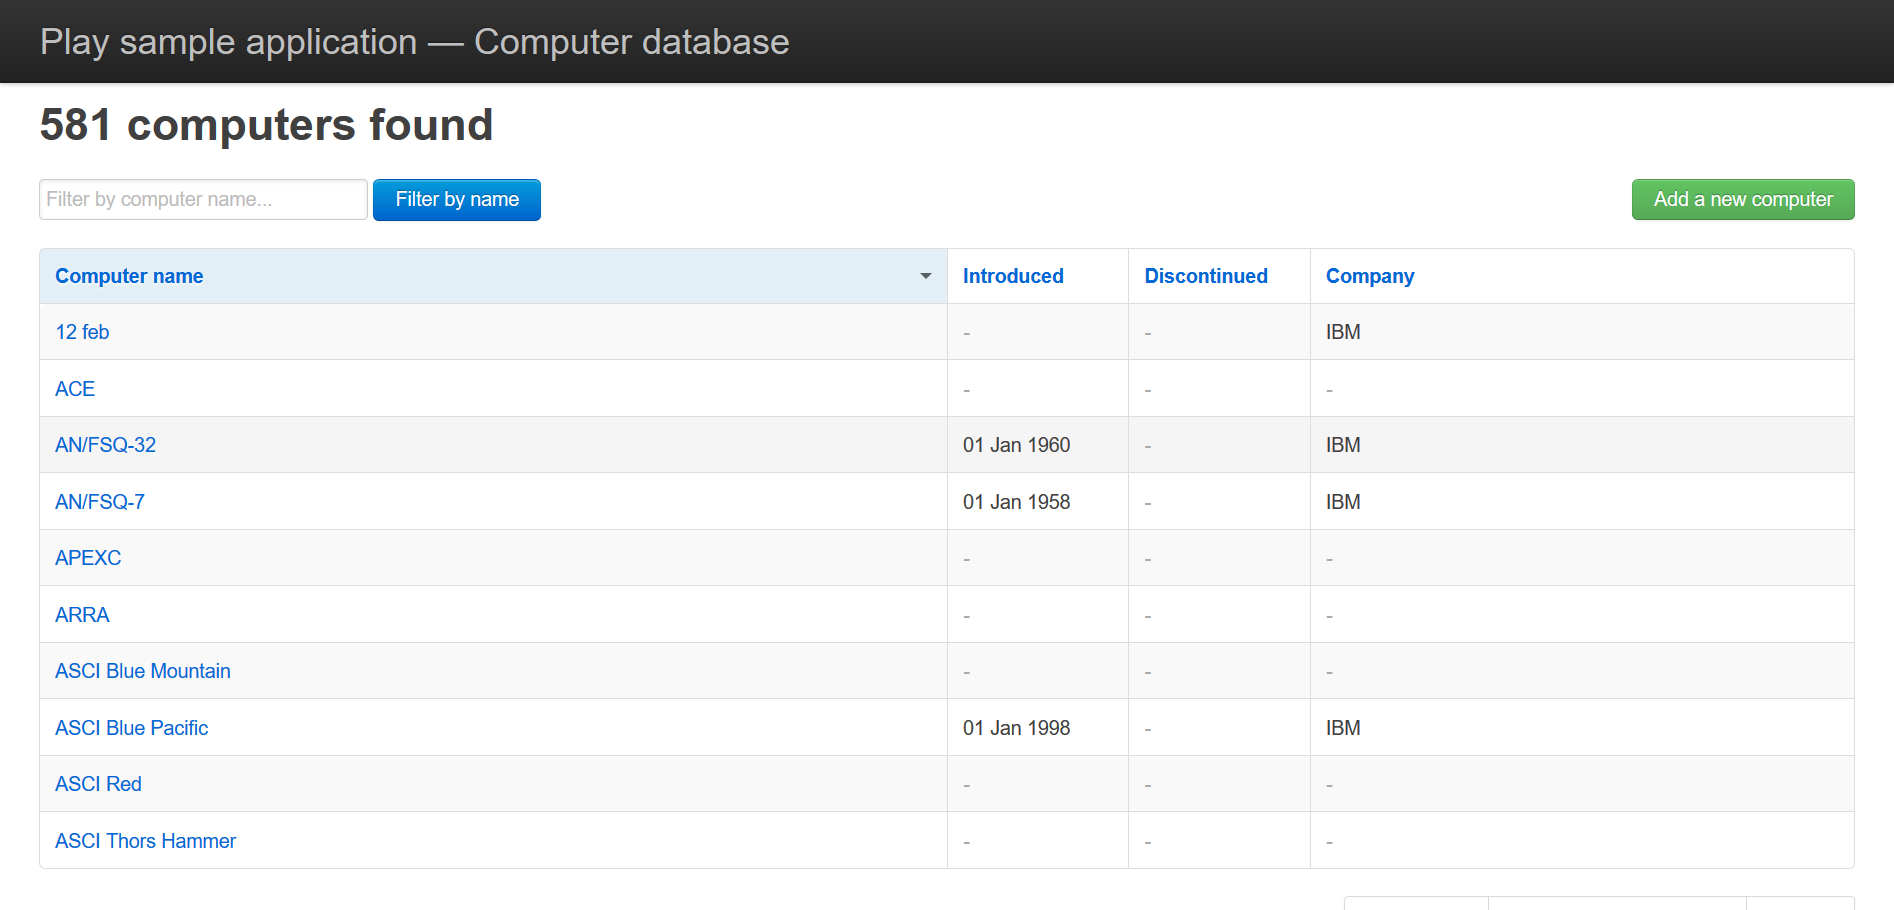 Play sample application — Computer database
581 computers found
Filter by computer name... Filter by name Add a new computer
Computer name Introduced Discontinued Company
12 feb - - IBM
ACE - - -
AN/FSQ-32 01 Jan 1960 - IBM
AN/FSQ-7 01 Jan 1958 - IBM
APEXC - - -
ARRA - - -
ASCI Blue Mountain - - -
ASCI Blue Pacific 01 Jan 1998 - IBM
ASCI Red - - -
ASCI Thors Hammer - - -